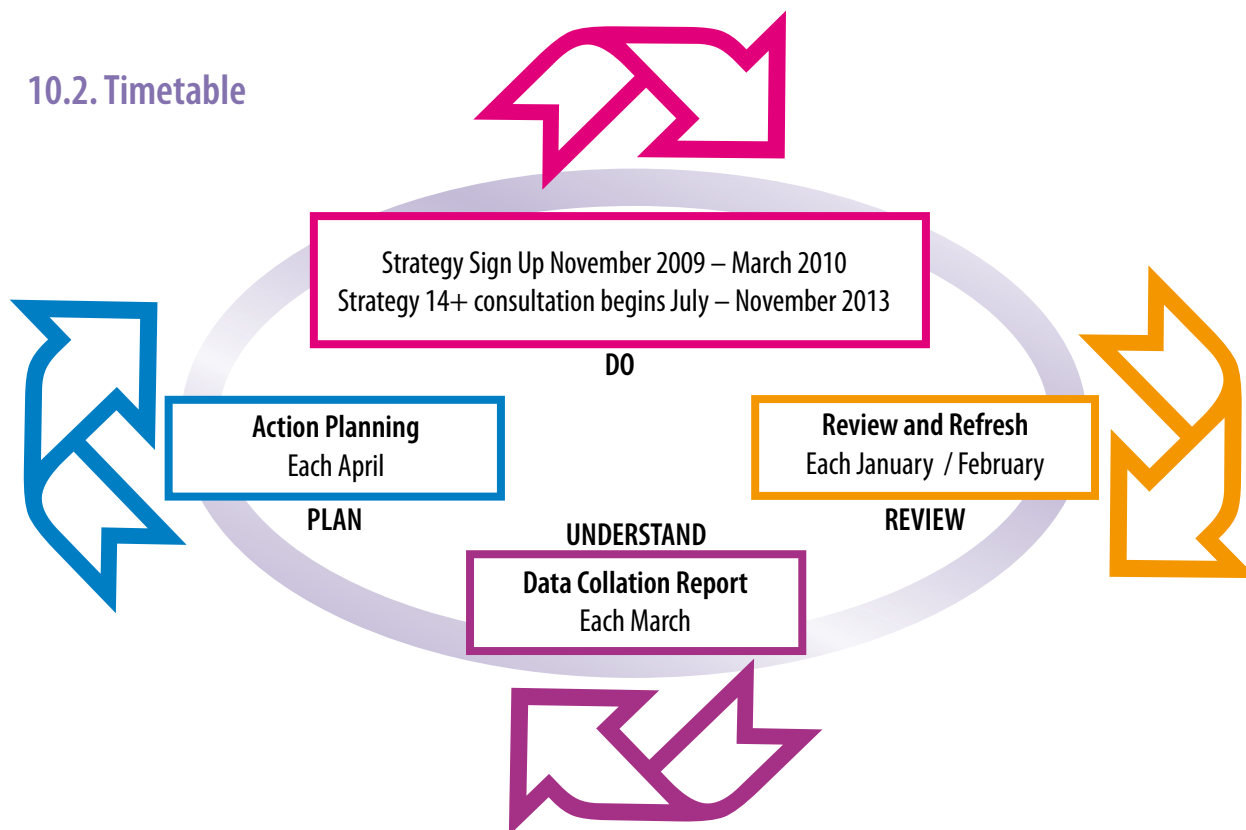 10.2. Timetable
Strategy Sign Up November 2009 – March 2010
Strategy 14+ consultation begins July – November 2013
DO
Action Planning
Each April
PLAN
Review and Refresh
Each January / February
REVIEW
UNDERSTAND
Data Collation Report
Each March